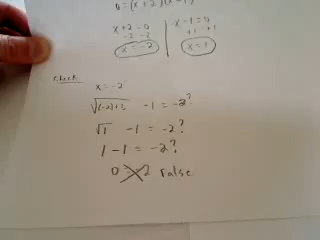 0 = (x + 2)(x - 1)
x + 2 = 0    x - 1 = 0
-2 -2    +1 +1
x = -2    x = 1
Check
x = -2
√(-2)+3 - 1 = -2?
√1 - 1 = -2?
1 - 1 = -2?
0 = -2 False